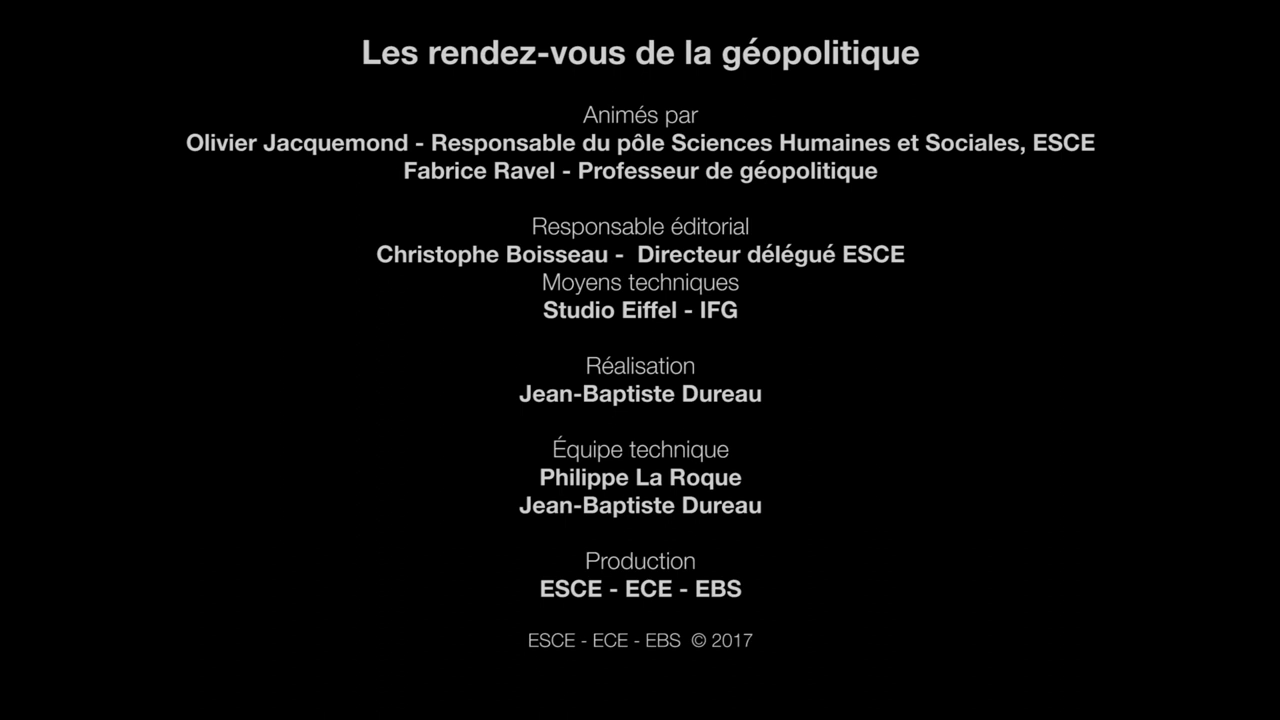 Les rendez-vous de la géopolitique
Animés par
Olivier Jacquemond - Responsable du pôle Sciences Humaines et Sociales, ESCE
Fabrice Ravel - Professeur de géopolitique
Responsable éditorial
Christophe Boisseau -  Directeur délégué ESCE
Moyens techniques
Studio Eiffel - IFG
Réalisation
Jean-Baptiste Dureau
Équipe technique
Philippe La Roque
Jean-Baptiste Dureau
Production
ESCE - ECE - EBS
ESCE - ECE - EBS  © 2017